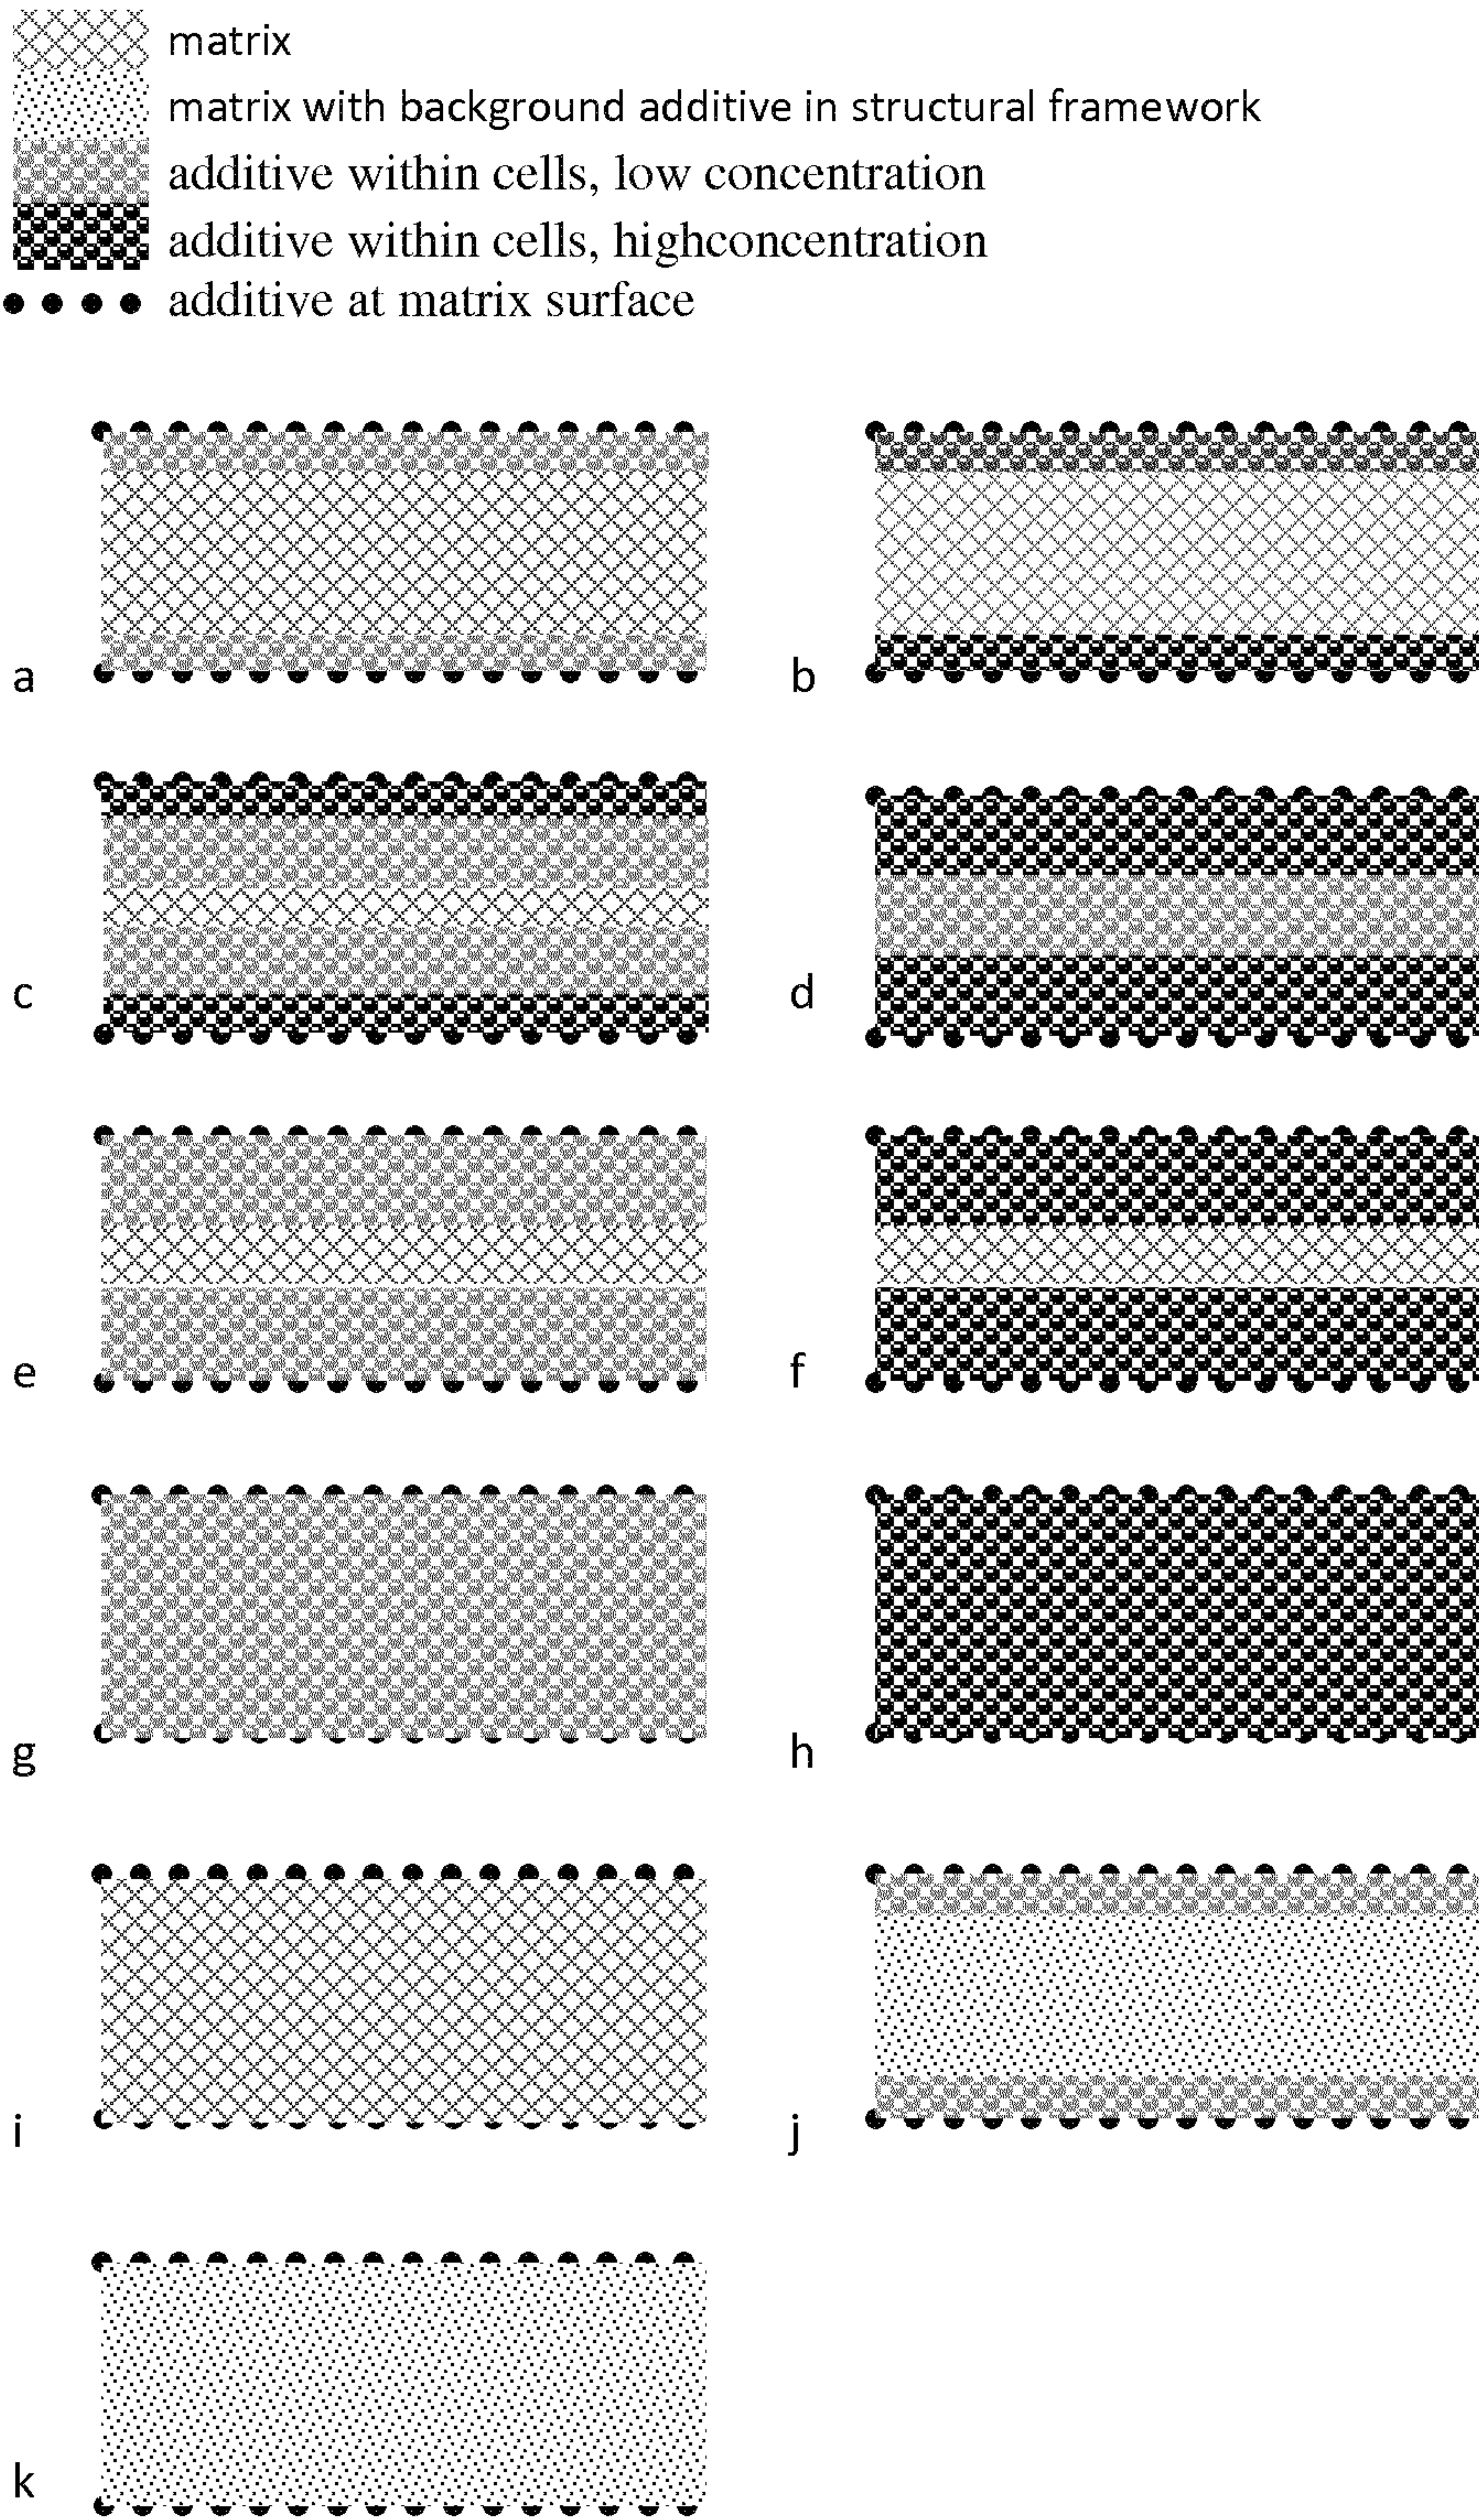 matrix
matrix with background additive in structural framework
additive within cells, low concentration
additive within cells, highconcentration
additive at matrix surface
a
b
c
d
e
f
g
h
i
j
k